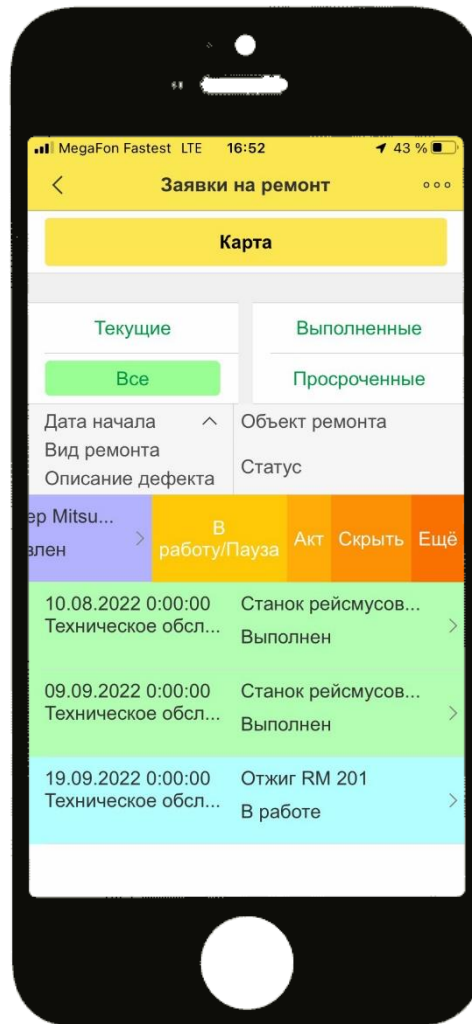 MegaFon Fastest LTE 16:52 43 %
Заявки на ремонт
Карта
Текущие
Выполненные
Все
Просроченные
Дата начала Объект ремонта
Вид ремонта
Статус
Описание дефекта
ер Mitsu...
влен
В
работу/Пауза
Акт
Скрыть
Ещё
10.08.2022 0:00:00 Станок рейсмусов...
Техническое обсл...
Выполнен
09.09.2022 0:00:00 Станок рейсмусов...
Техническое обсл...
Выполнен
19.09.2022 0:00:00 Отжиг RM 201
Техническое обсл...
В работе